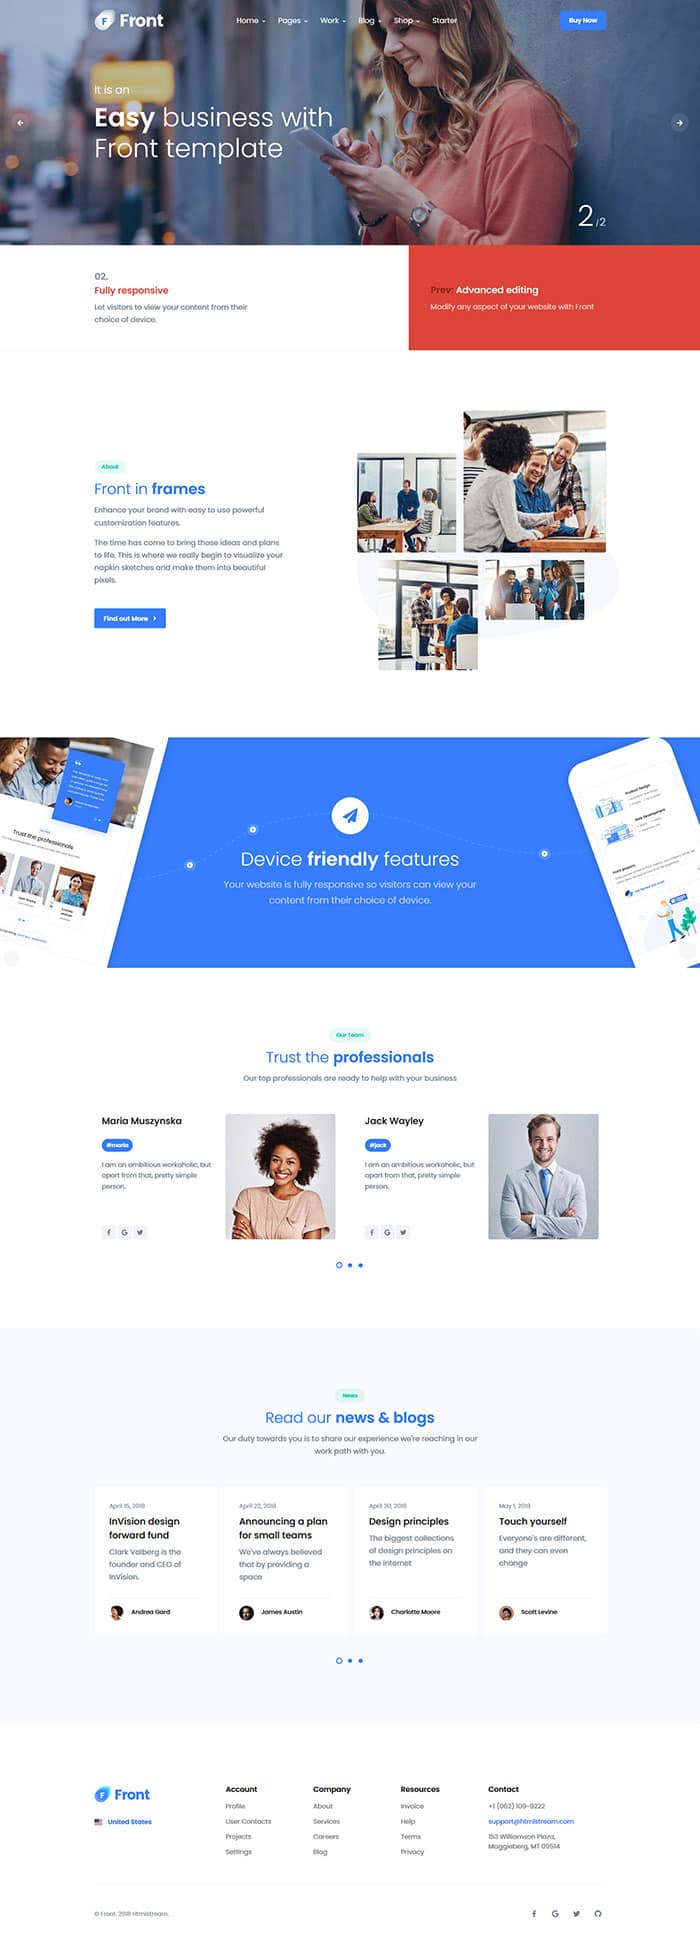 Front
Home Pages Work Blog Shop Starter
Buy Now
It is an
Easy business with
Front template
2 /2
02.
Fully responsive
Let visitors to view your content from their
choice of device.
Prev: Advanced editing
Modify any aspect of your website with Front
About
Front in frames
Enhance your brand with easy to use powerful
customization features.
The time has come to bring those ideas and plans
to life. This is where we really begin to visualize your
napkin sketches and make them into beautiful
pixels.
Find out More
Trust the professionals
Product Design
Web Development
Device friendly features
Your website is fully responsive so visitors can view your
content from their choice of device.
Our Team
Trust the professionals
Our top professionals are ready to help with your business
Maria Muszynska
#maria
I am an ambitious workaholic, but
apart from that, pretty simple
person.
Jack Wayley
#jack
I am an ambitious workaholic, but
apart from that, pretty simple
person.
News
Read our news & blogs
Our duty towards you is to share our experience we're reaching in our
work path with you.
April 15, 2018
InVision design
forward fund
Clark Valberg is the
founder and CEO of
InVision.
Andrea Gard
April 22, 2018
Announcing a plan
for small teams
We've always believed
that by providing a
space
James Austin
April 30, 2018
Design principles
The biggest collections
of design principles on
the internet
Charlotte Moore
May 1, 2018
Touch yourself
Everyone's are different,
and they can even
change
Scott Levine
Front
United States
Account
Profile
User Contacts
Projects
Settings
Company
About
Services
Careers
Blog
Resources
Invoice
Help
Terms
Privacy
Contact
+1 (062) 109-9222
support@htmlstream.com
153 Williamson Plaza,
Maggieberg, MT 09514
© Front. 2018 Htmlstream.